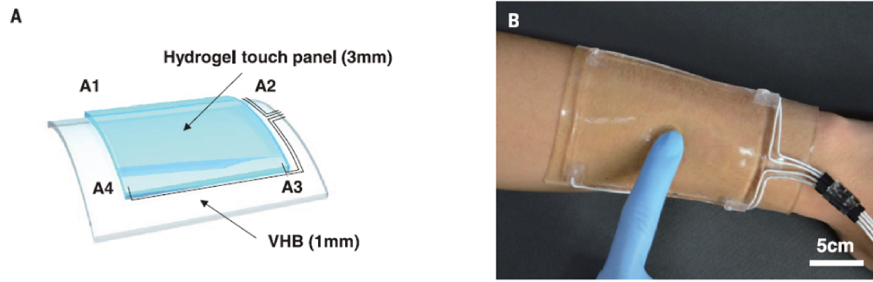 A
Hydrogel touch panel (3mm)
A1
A2
A4
A3
VHB (1mm)
B
5cm